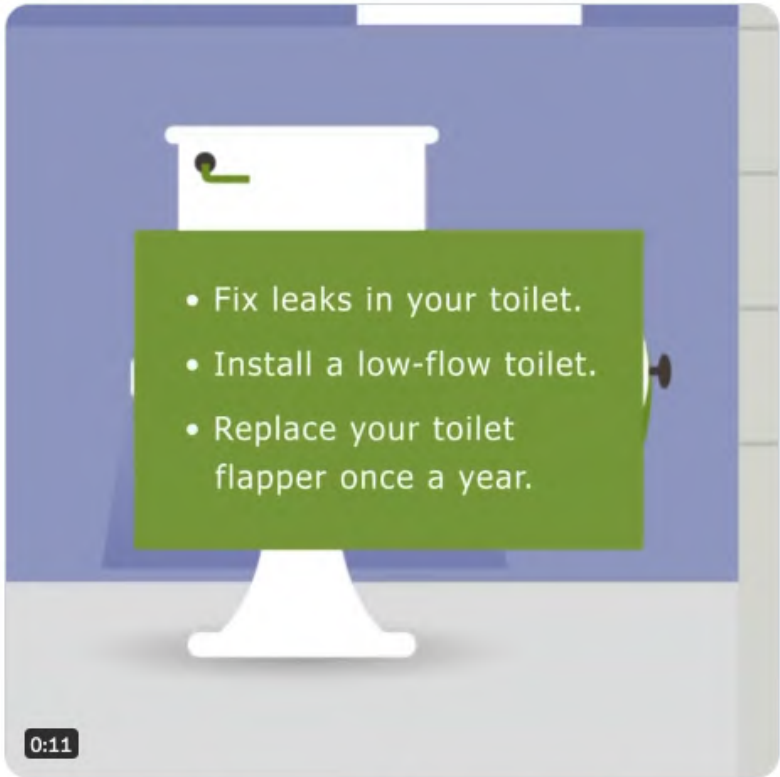 • Fix leaks in your toilet.
• Install a low-flow toilet.
• Replace your toilet
flapper once a year.
0:11